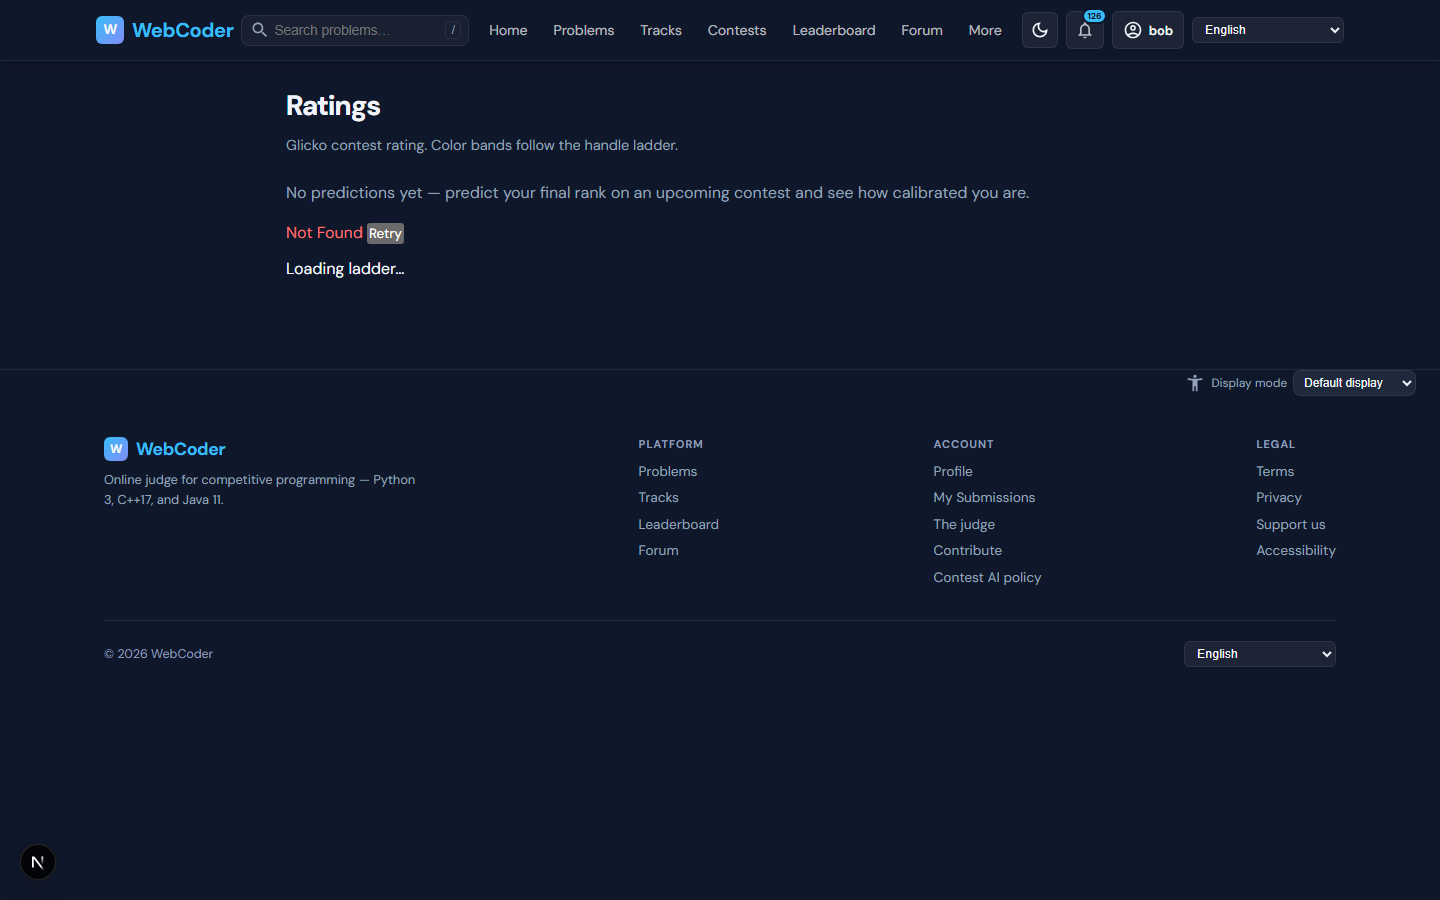 W WebCoder Search problems... / Home Problems Tracks Contests Leaderboard Forum More 126 bob English
Ratings
Glicko contest rating. Color bands follow the handle ladder.
No predictions yet — predict your final rank on an upcoming contest and see how calibrated you are.
Not Found Retry
Loading ladder...
Display mode Default display
W WebCoder
Online judge for competitive programming — Python
3, C++17, and Java 11.
PLATFORM
Problems
Tracks
Leaderboard
Forum
ACCOUNT
Profile
My Submissions
The judge
Contribute
Contest AI policy
LEGAL
Terms
Privacy
Support us
Accessibility
© 2026 WebCoder
English
N